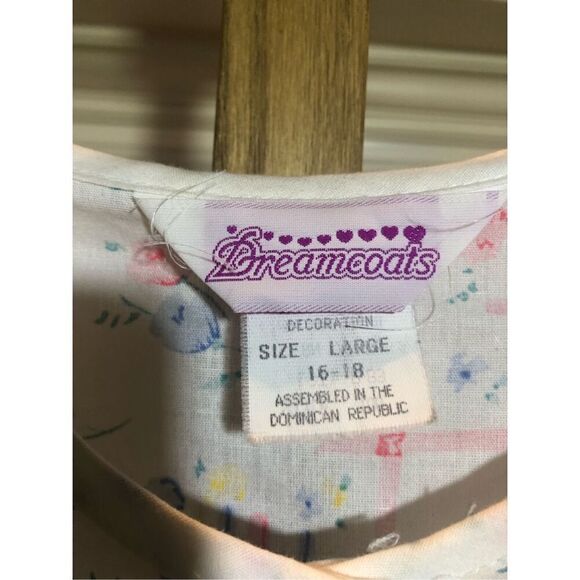 Dreamcoats
DECORATION
SIZE LARGE
16-18
ASSEMBLED IN THE
DOMINICAN REPUBLIC